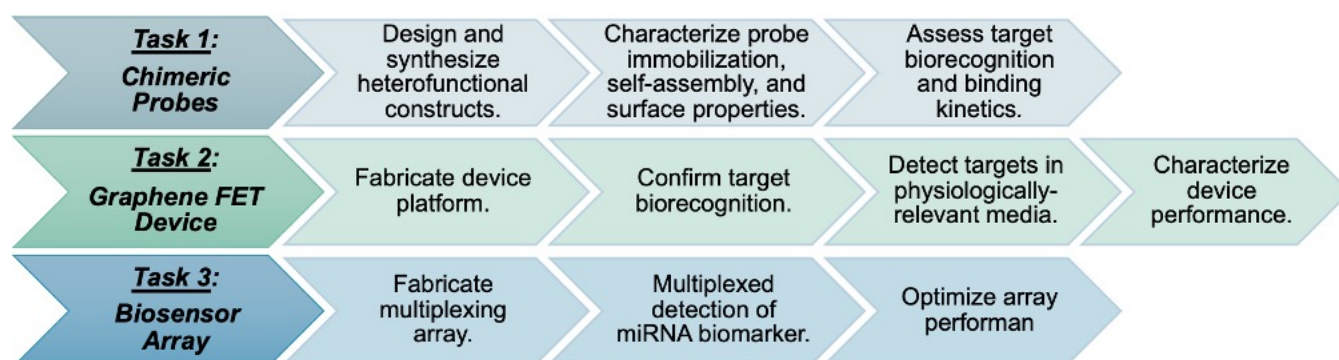 Task 1:
Chimeric
Probes
Design and
synthesize
heterofunctional
constructs.
Characterize probe
immobilization,
self-assembly, and
surface properties.
Assess target
biorecognition
and binding
kinetics.
Task 2:
Graphene FET
Device
Fabricate device
platform.
Confirm target
biorecognition.
Detect targets in
physiologically-
relevant media.
Characterize
device
performance.
Task 3:
Biosensor
Array
Fabricate
multiplexing
array.
Multiplexed
detection of
miRNA biomarker.
Optimize array
performan